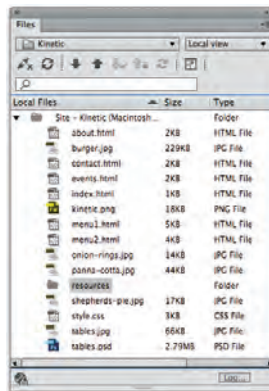 Files
Kinetic Local view
Local Files Size Type
Site - Kinetic (Macintosh... Folder
about.html 2KB HTML File
burger.jpg 229KB JPG File
contact.html 2KB HTML File
events.html 2KB HTML File
index.html 1KB HTML File
kinetic.png 18KB PNG File
menu1.html 5KB HTML File
menu2.html 4KB HTML File
onion-rings.jpg 14KB JPG File
panna-cotta.jpg 44KB JPG File
resources Folder
shepherds-pie.jpg 17KB JPG File
style.css 3KB CSS File
tables.jpg 66KB JPG File
tables.psd 2.79MB PSD File
Log...